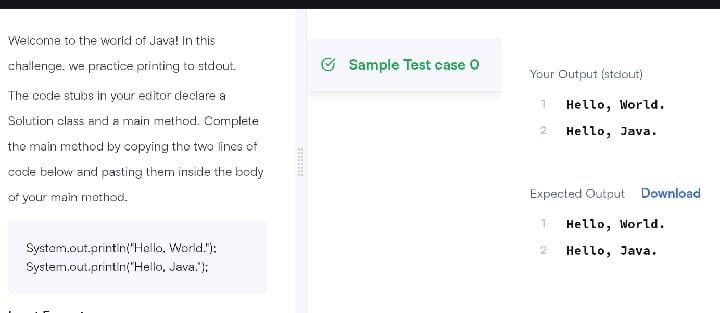 Welcome to the world of Java! In this
challenge, we practice printing to stdout.
The code stubs in your editor declare a
Solution class and a main method. Complete
the main method by copying the two lines of
code below and pasting them inside the body
of your main method.
System.out.println("Hello, World.");
System.out.println("Hello, Java.");
Sample Test case 0
Your Output (stdout)
1 Hello, World.
2 Hello, Java.
Expected Output Download
1 Hello, World.
2 Hello, Java.